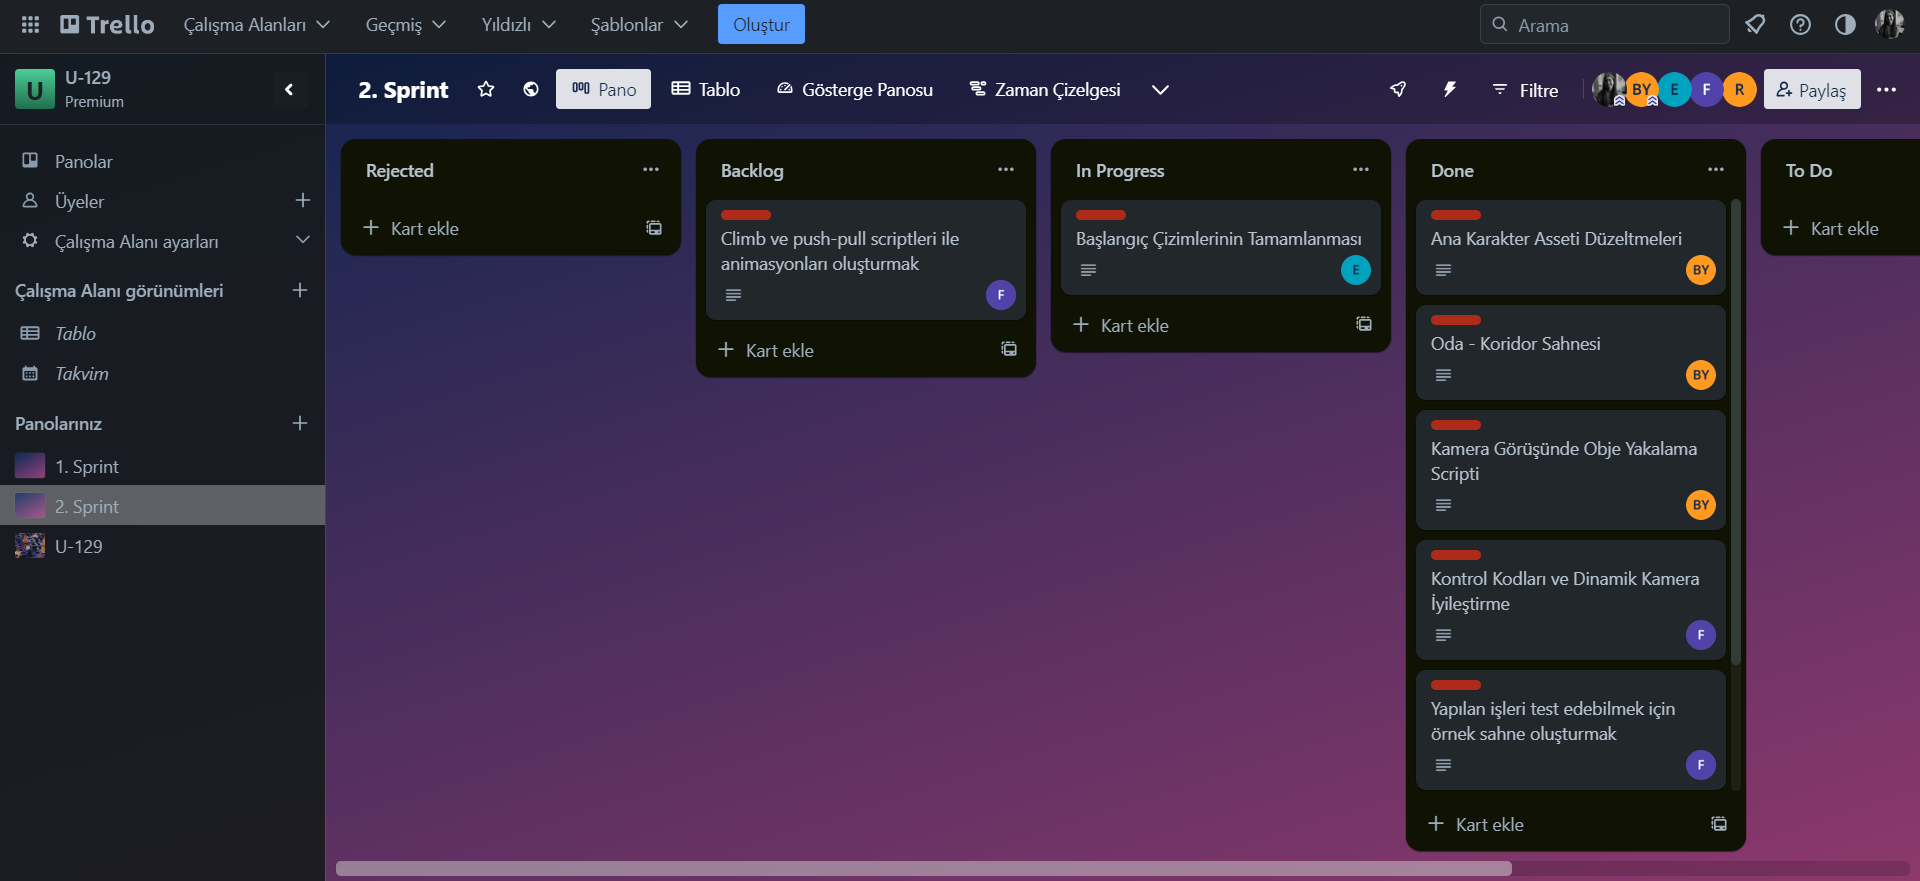 Trello
Çalışma Alanları
Geçmiş
Yıldızlı
Şablonlar
Oluştur
Arama
U
U-129
Premium
2. Sprint
Pano
Tablo
Gösterge Panosu
Zaman Çizelgesi
Filtre
BY
E
F
R
Paylaş
Panolar
Üyeler
Çalışma Alanı ayarları
Çalışma Alanı görünümleri
Tablo
Takvim
Panolarınız
1. Sprint
2. Sprint
U-129
Rejected
Kart ekle
Backlog
Climb ve push-pull scriptleri ile
animasyonları oluşturmak
F
Kart ekle
In Progress
Başlangıç Çizimlerinin Tamamlanması
E
Kart ekle
Done
Ana Karakter Asseti Düzeltmeleri
BY
Oda - Koridor Sahnesi
BY
Kamera Görüşünde Obje Yakalama
Scripti
BY
Kontrol Kodları ve Dinamik Kamera
İyileştirme
F
Yapılan işleri test edebilmek için
örnek sahne oluşturmak
F
Kart ekle
To Do
Kart ekle